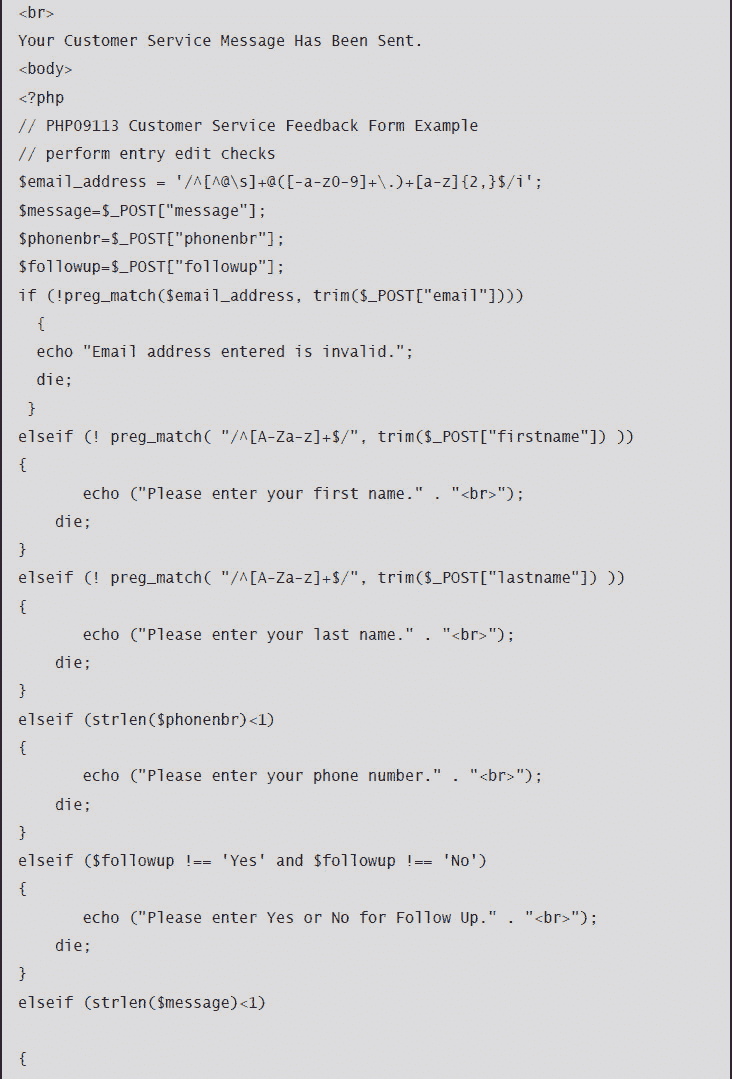 <br>
Your Customer Service Message Has Been Sent.
<body>
<?php
// PHP09113 Customer Service Feedback Form Example
// perform entry edit checks
$email_address = '/^[^@\s]+@([-a-z0-9]+\.)+[a-z]{2,}$/i';
$message=$_POST["message"];
$phonenbr=$_POST["phonenbr"];
$followup=$_POST["followup"];
if (!preg_match($email_address, trim($_POST["email"])))
  {
  echo "Email address entered is invalid.";
  die;
 }
elseif (! preg_match( "/^[A-Za-z]+$/", trim($_POST["firstname"]) ))
{
       echo ("Please enter your first name." . "<br>");
    die;
}
elseif (! preg_match( "/^[A-Za-z]+$/", trim($_POST["lastname"]) ))
{
       echo ("Please enter your last name." . "<br>");
    die;
}
elseif (strlen($phonenbr)<1)
{
       echo ("Please enter your phone number." . "<br>");
    die;
}
elseif ($followup !== 'Yes' and $followup !== 'No')
{
       echo ("Please enter Yes or No for Follow Up." . "<br>");
    die;
}
elseif (strlen($message)<1)

{